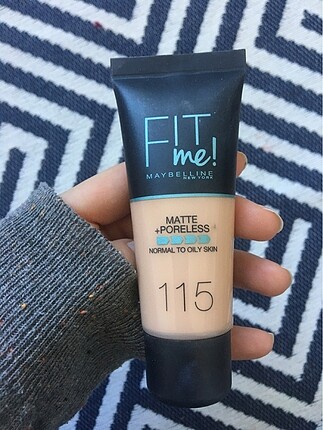 FIT
me!
MAYBELLINE
NEW YORK
MATTE
+PORELESS
NORMAL TO OILY SKIN
115